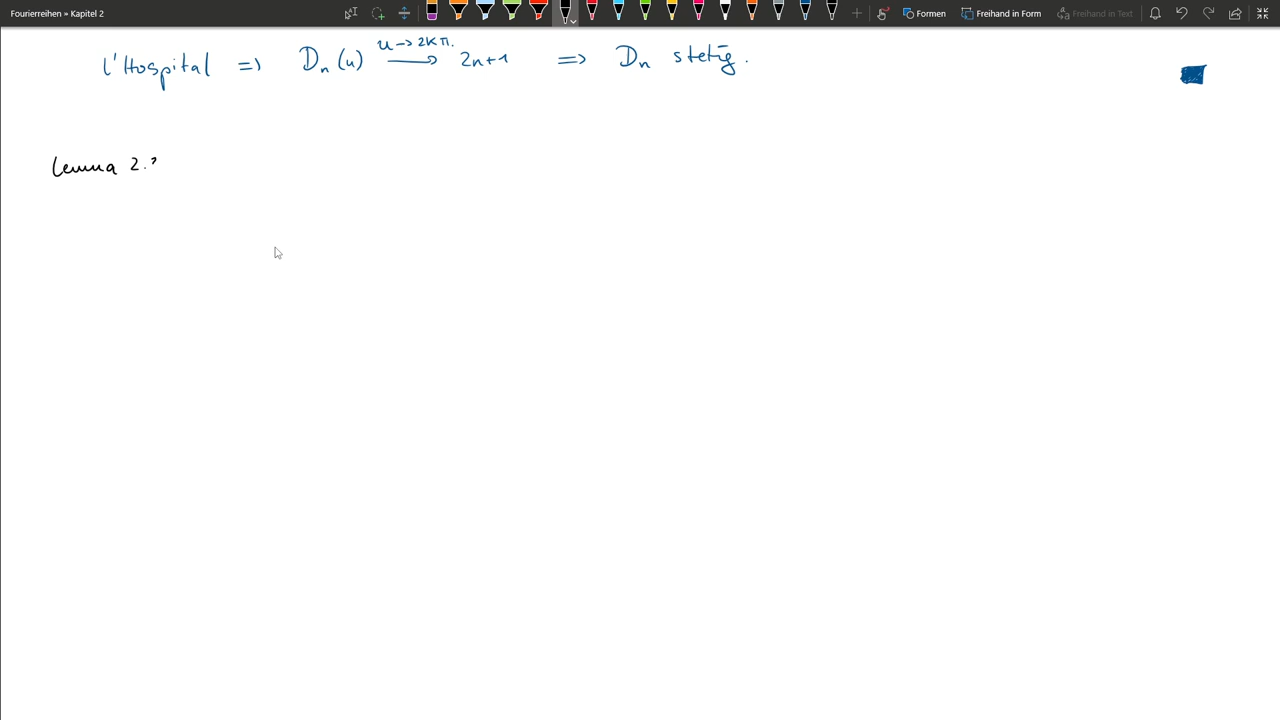 Fourierreihen » Kapitel 2
Formen Freihand in Form Freihand in Text
l'Hospital => Dₙ(u) u→2kπ. ⟶ 2n+1 => Dₙ stetig.
Lemma 2.